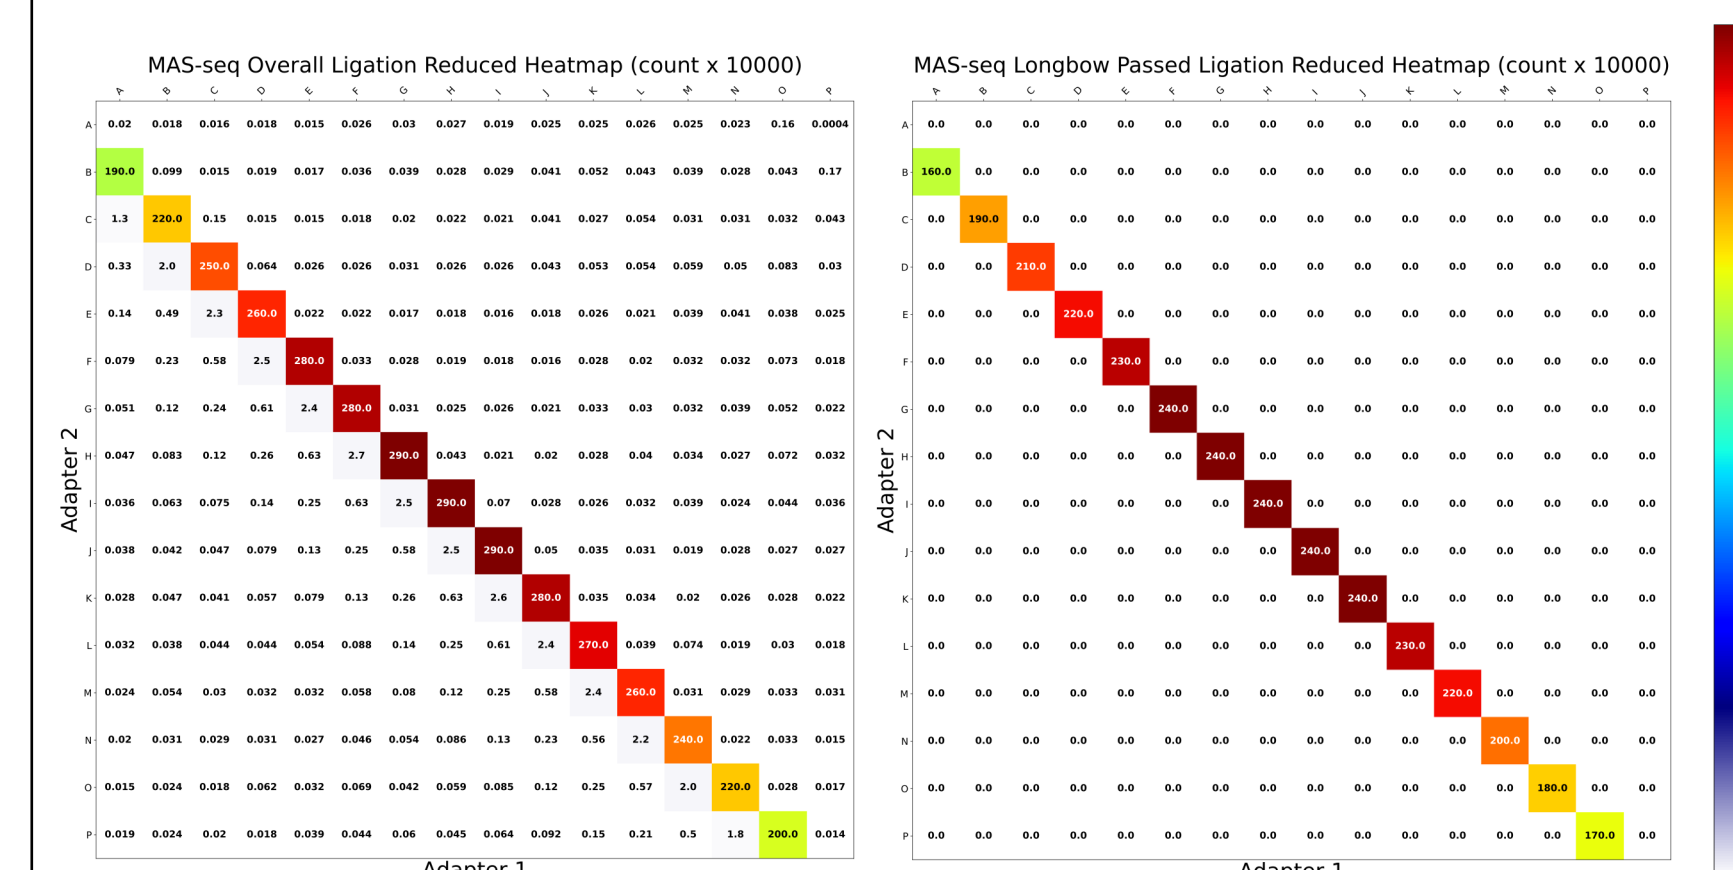 MAS-seq Overall Ligation Reduced Heatmap (count x 10000)
A B C D E F G H I J K L M N O P
A 0.02 0.018 0.016 0.018 0.015 0.026 0.03 0.027 0.019 0.025 0.025 0.026 0.025 0.023 0.16 0.0004
B 190.0 0.099 0.015 0.019 0.017 0.036 0.039 0.028 0.029 0.041 0.052 0.043 0.039 0.028 0.043 0.17
C 1.3 220.0 0.15 0.015 0.015 0.018 0.02 0.022 0.021 0.041 0.027 0.054 0.031 0.031 0.032 0.043
D 0.33 2.0 250.0 0.064 0.026 0.026 0.031 0.026 0.026 0.043 0.053 0.054 0.059 0.05 0.083 0.03
E 0.14 0.49 2.3 260.0 0.022 0.022 0.017 0.018 0.016 0.018 0.026 0.021 0.039 0.041 0.038 0.025
F 0.079 0.23 0.58 2.5 280.0 0.033 0.028 0.019 0.018 0.016 0.028 0.02 0.032 0.032 0.073 0.018
G 0.051 0.12 0.24 0.61 2.4 280.0 0.031 0.025 0.026 0.021 0.033 0.03 0.032 0.039 0.052 0.022
H 0.047 0.083 0.12 0.26 0.63 2.7 290.0 0.043 0.021 0.02 0.028 0.04 0.034 0.027 0.072 0.032
I 0.036 0.063 0.075 0.14 0.25 0.63 2.5 290.0 0.07 0.028 0.026 0.032 0.039 0.024 0.044 0.036
J 0.038 0.042 0.047 0.079 0.13 0.25 0.58 2.5 290.0 0.05 0.035 0.031 0.019 0.028 0.027 0.027
K 0.028 0.047 0.041 0.057 0.079 0.13 0.26 0.63 2.6 280.0 0.035 0.034 0.02 0.026 0.028 0.022
L 0.032 0.038 0.044 0.044 0.054 0.088 0.14 0.25 0.61 2.4 270.0 0.039 0.074 0.019 0.03 0.018
M 0.024 0.054 0.03 0.032 0.032 0.058 0.08 0.12 0.25 0.58 2.4 260.0 0.031 0.029 0.033 0.031
N 0.02 0.031 0.029 0.031 0.027 0.046 0.054 0.086 0.13 0.23 0.56 2.2 240.0 0.022 0.033 0.015
O 0.015 0.024 0.018 0.062 0.032 0.069 0.042 0.059 0.085 0.12 0.25 0.57 2.0 220.0 0.028 0.017
P 0.019 0.024 0.02 0.018 0.039 0.044 0.06 0.045 0.064 0.092 0.15 0.21 0.5 1.8 200.0 0.014
Adapter 2
Adapter 1
MAS-seq Longbow Passed Ligation Reduced Heatmap (count x 10000)
A B C D E F G H I J K L M N O P
A 0.0 0.0 0.0 0.0 0.0 0.0 0.0 0.0 0.0 0.0 0.0 0.0 0.0 0.0 0.0 0.0
B 160.0 0.0 0.0 0.0 0.0 0.0 0.0 0.0 0.0 0.0 0.0 0.0 0.0 0.0 0.0 0.0
C 0.0 190.0 0.0 0.0 0.0 0.0 0.0 0.0 0.0 0.0 0.0 0.0 0.0 0.0 0.0 0.0
D 0.0 0.0 210.0 0.0 0.0 0.0 0.0 0.0 0.0 0.0 0.0 0.0 0.0 0.0 0.0 0.0
E 0.0 0.0 0.0 220.0 0.0 0.0 0.0 0.0 0.0 0.0 0.0 0.0 0.0 0.0 0.0 0.0
F 0.0 0.0 0.0 0.0 230.0 0.0 0.0 0.0 0.0 0.0 0.0 0.0 0.0 0.0 0.0 0.0
G 0.0 0.0 0.0 0.0 0.0 240.0 0.0 0.0 0.0 0.0 0.0 0.0 0.0 0.0 0.0 0.0
H 0.0 0.0 0.0 0.0 0.0 0.0 240.0 0.0 0.0 0.0 0.0 0.0 0.0 0.0 0.0 0.0
I 0.0 0.0 0.0 0.0 0.0 0.0 0.0 240.0 0.0 0.0 0.0 0.0 0.0 0.0 0.0 0.0
J 0.0 0.0 0.0 0.0 0.0 0.0 0.0 0.0 240.0 0.0 0.0 0.0 0.0 0.0 0.0 0.0
K 0.0 0.0 0.0 0.0 0.0 0.0 0.0 0.0 0.0 240.0 0.0 0.0 0.0 0.0 0.0 0.0
L 0.0 0.0 0.0 0.0 0.0 0.0 0.0 0.0 0.0 0.0 230.0 0.0 0.0 0.0 0.0 0.0
M 0.0 0.0 0.0 0.0 0.0 0.0 0.0 0.0 0.0 0.0 0.0 220.0 0.0 0.0 0.0 0.0
N 0.0 0.0 0.0 0.0 0.0 0.0 0.0 0.0 0.0 0.0 0.0 0.0 200.0 0.0 0.0 0.0
O 0.0 0.0 0.0 0.0 0.0 0.0 0.0 0.0 0.0 0.0 0.0 0.0 0.0 180.0 0.0 0.0
P 0.0 0.0 0.0 0.0 0.0 0.0 0.0 0.0 0.0 0.0 0.0 0.0 0.0 0.0 170.0 0.0
Adapter 2
Adapter 1